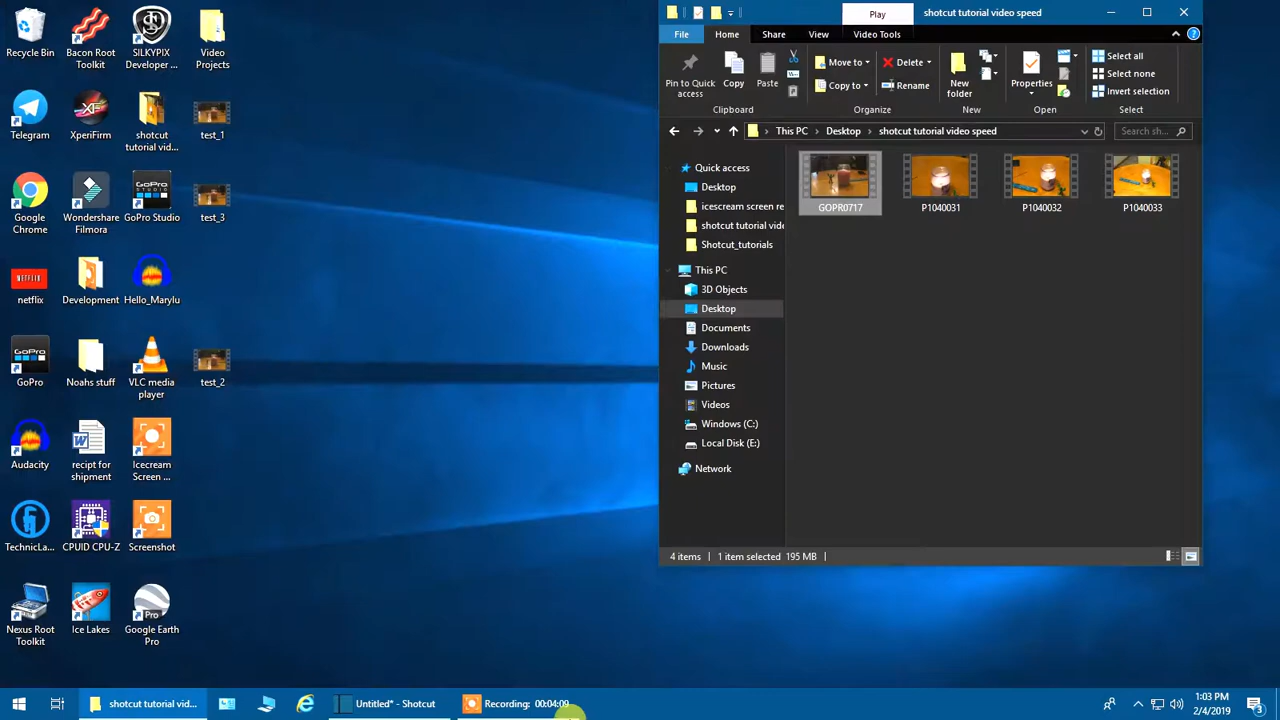 Recycle Bin
Bacon Root
Toolkit
SILKYPIX
Developer ...
Video
Projects
Telegram
XperiFirm
shotcut
tutorial vid...
test_1
Google
Chrome
Wondershare
Filmora
GoPro Studio
test_3
netflix
Development
Hello_Marylu
GoPro
Noahs stuff
VLC media
player
test_2
Audacity
recipt for
shipment
Icecream
Screen ...
TechnicLa...
CPUID CPU-Z
Screenshot
Nexus Root
Toolkit
Ice Lakes
Google Earth
Pro
Play
shotcut tutorial video speed
File
Home
Share
View
Video Tools
Pin to Quick
access
Copy
Paste
Clipboard
Move to
Copy to
Delete
Rename
Organize
New
folder
New
Properties
Open
Select all
Select none
Invert selection
Select
This PC
Desktop
shotcut tutorial video speed
Search sh...
Quick access
Desktop
icescream screen re
shotcut tutorial vide
Shotcut_tutorials
This PC
3D Objects
Desktop
Documents
Downloads
Music
Pictures
Videos
Windows (C:)
Local Disk (E:)
Network
GOPR0717
P1040031
P1040032
P1040033
4 items
1 item selected 195 MB
shotcut tutorial vid...
Untitled* - Shotcut
Recording: 00:04:09
1:03 PM
2/4/2019
3